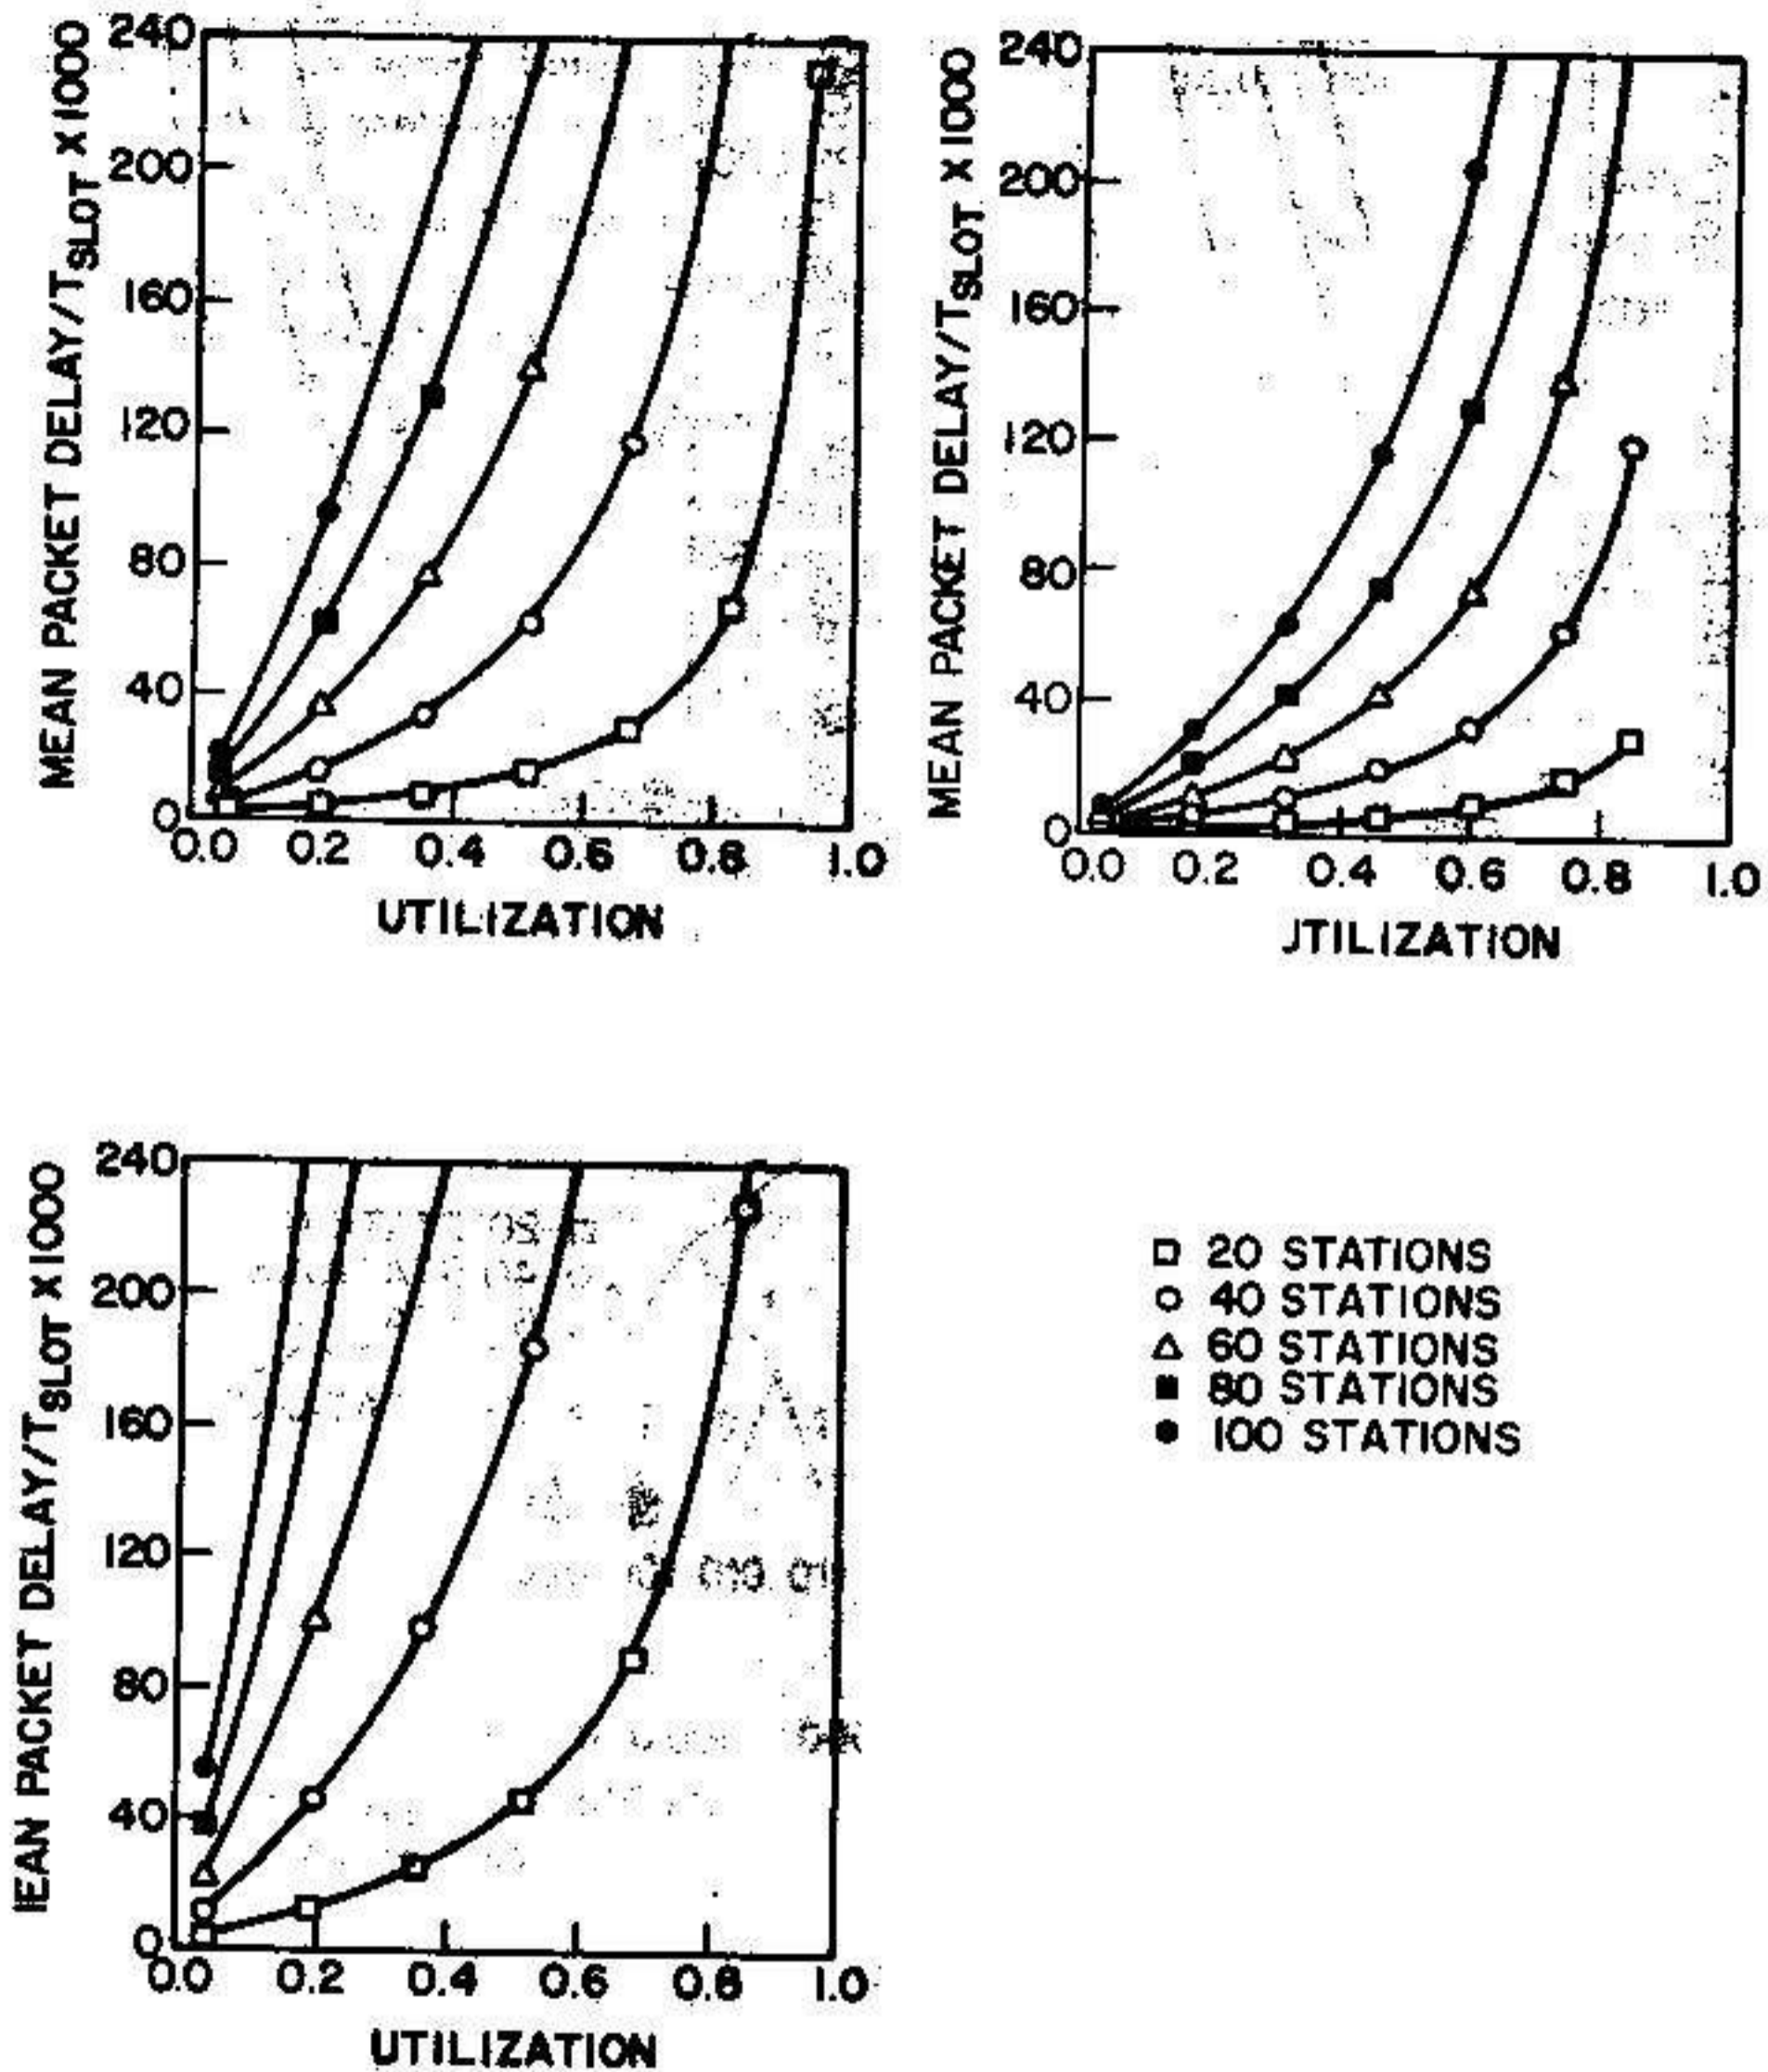 MEAN PACKET DELAY/TSLOT X1000
240
200
160
120
80
40
0
0.0 0.2 0.4 0.6 0.8 1.0
UTILIZATION
MEAN PACKET DELAY/TSLOT X1000
240
200
160
120
80
40
0
0.0 0.2 0.4 0.6 0.8 1.0
JTILIZATION
IEAN PACKET DELAY/TSLOT X1000
240
200
160
120
80
40
0
0.0 0.2 0.4 0.6 0.8 1.0
UTILIZATION
20 STATIONS
40 STATIONS
60 STATIONS
80 STATIONS
100 STATIONS